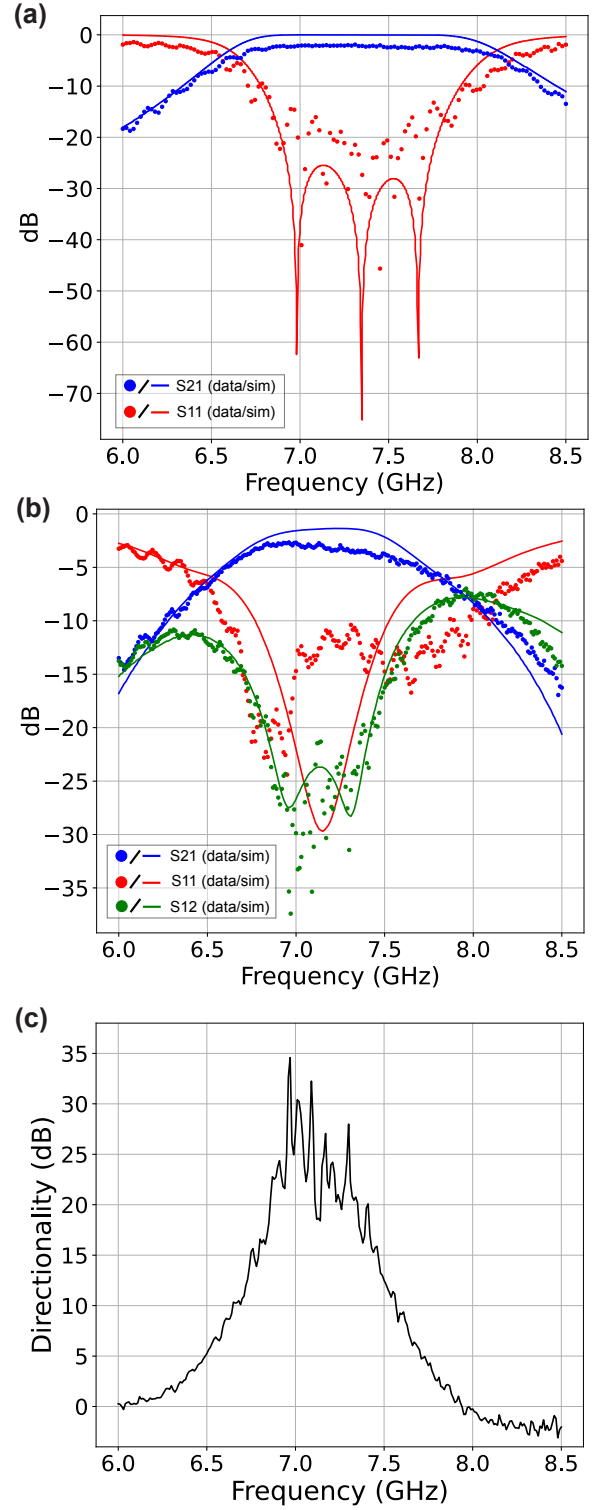 (a)
0
−10
−20
−30
−40
−50
−60
−70
dB
S21 (data/sim)
S11 (data/sim)
6.0 6.5 7.0 7.5 8.0 8.5
Frequency (GHz)
(b)
0
−5
−10
−15
−20
−25
−30
−35
dB
S21 (data/sim)
S11 (data/sim)
S12 (data/sim)
6.0 6.5 7.0 7.5 8.0 8.5
Frequency (GHz)
(c)
35
30
25
20
15
10
5
0
Directionality (dB)
6.0 6.5 7.0 7.5 8.0 8.5
Frequency (GHz)